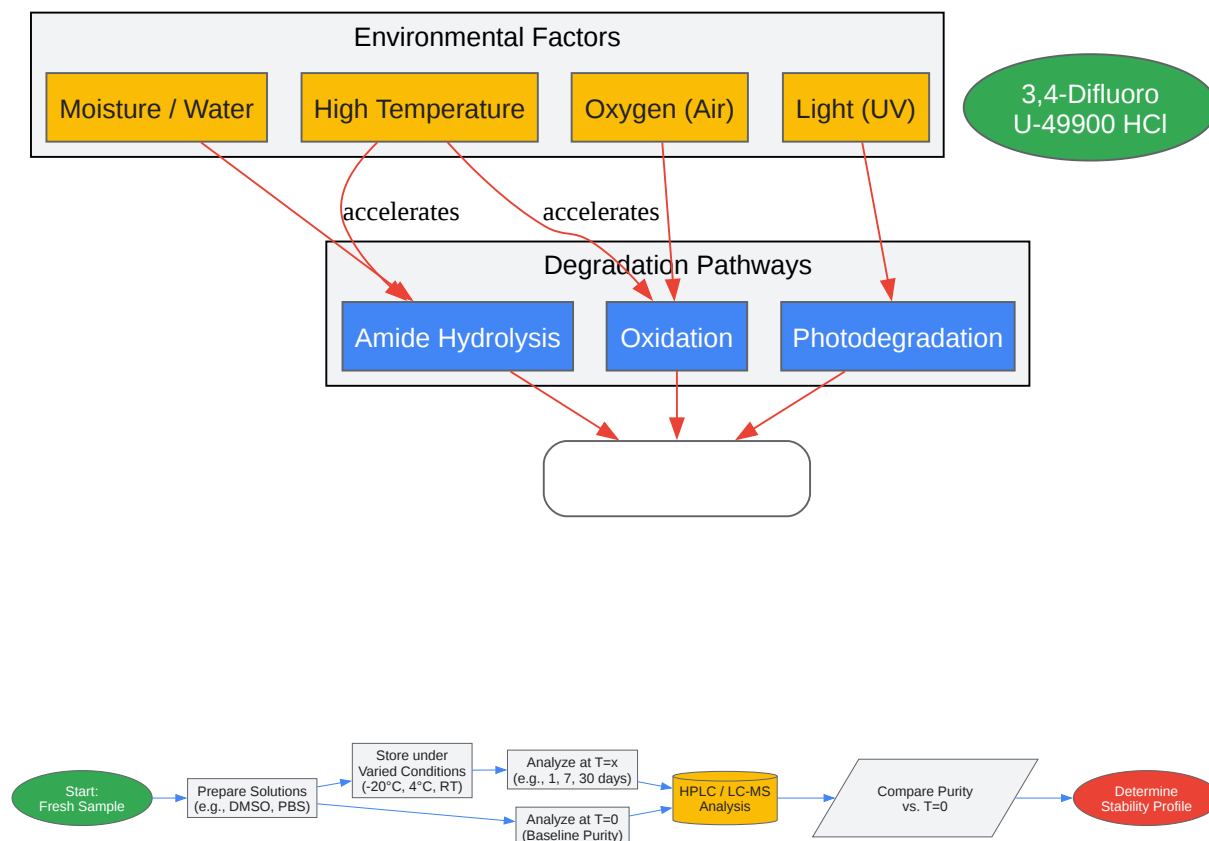 Environmental Factors
Moisture / Water
High Temperature
Oxygen (Air)
Light (UV)
3,4-Difluoro
U-49900 HCl
accelerates
accelerates
Degradation Pathways
Amide Hydrolysis
Oxidation
Photodegradation
Start:
Fresh Sample
Prepare Solutions
(e.g., DMSO, PBS)
Store under
Varied Conditions
(-20°C, 4°C, RT)
Analyze at T=x
(e.g., 1, 7, 30 days)
Analyze at T=0
(Baseline Purity)
HPLC / LC-MS
Analysis
Compare Purity
vs. T=0
Determine
Stability Profile